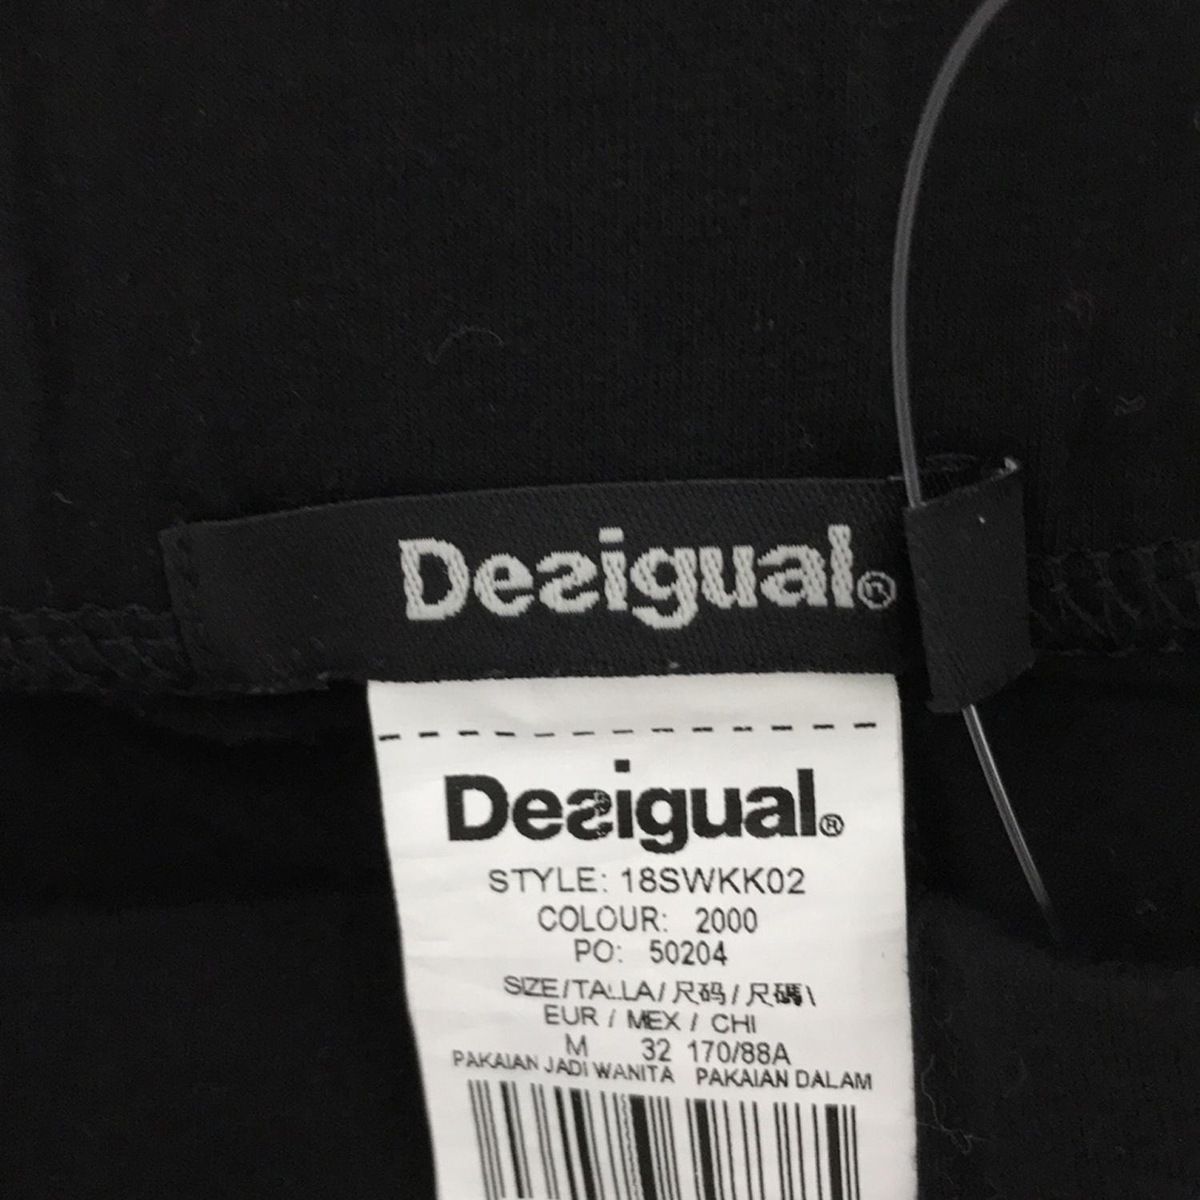 Desigual®
Desigual®
STYLE: 18SWKK02
COLOUR: 2000
PO: 50204
SIZE/TALLA/尺码/尺碼\
EUR / MEX / CHI
M 32 170/88A
PAKAIAN JADI WANITA PAKAIAN DALAM